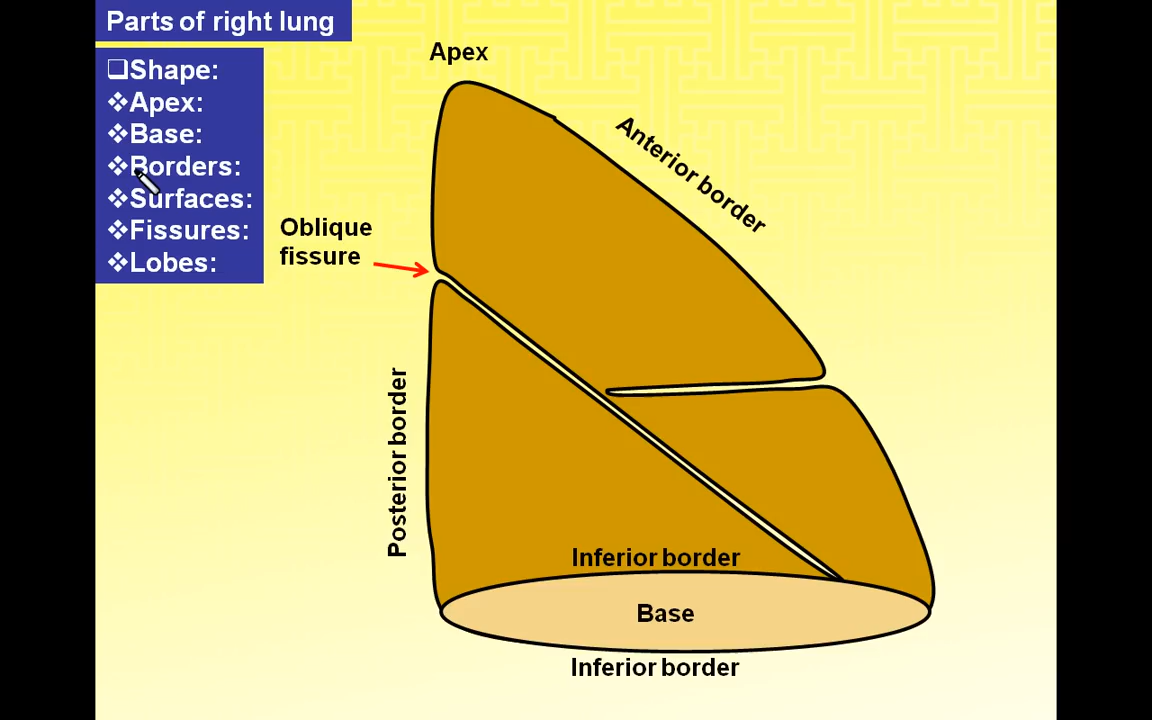 Parts of right lung
❑Shape:
❖Apex:
❖Base:
❖Borders:
❖Surfaces:
❖Fissures:
❖Lobes:
Apex
Anterior border
Oblique
fissure
Posterior border
Inferior border
Base
Inferior border